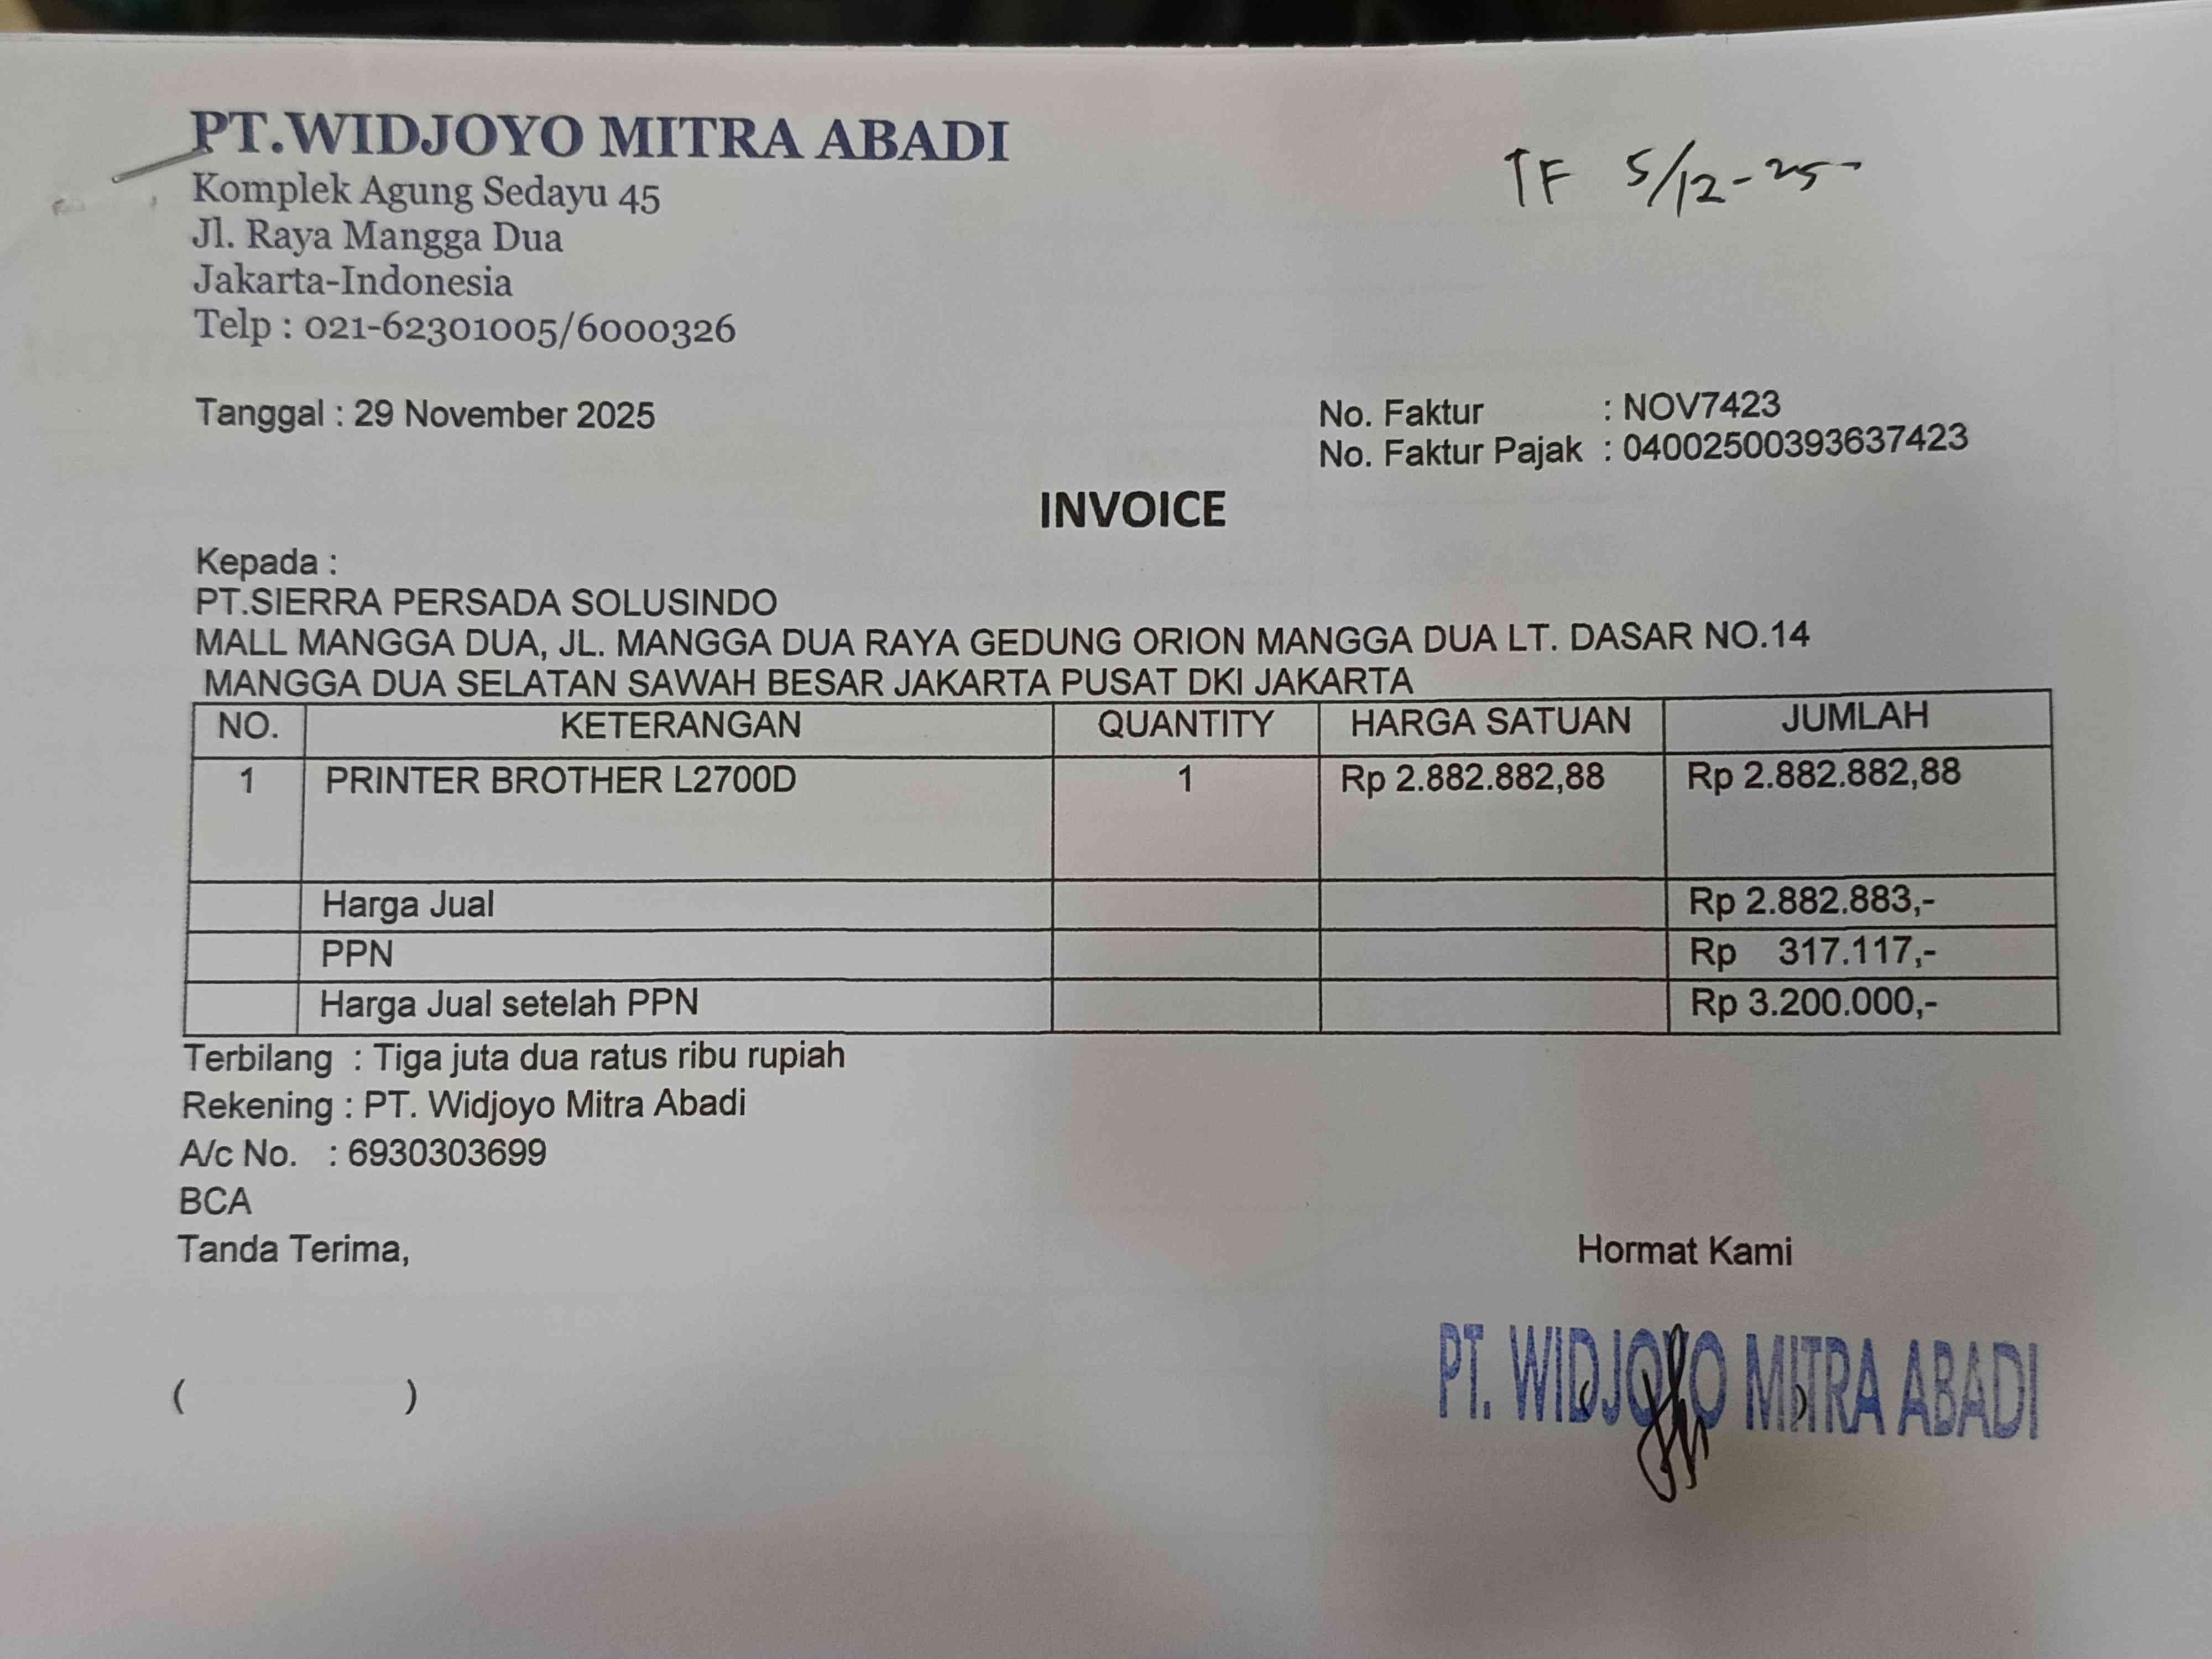 PT.WIDJOYO MITRA ABADI
Komplek Agung Sedayu 45
Jl. Raya Mangga Dua
Jakarta-Indonesia
Telp : 021-62301005/6000326
TF 5/12-25
Tanggal : 29 November 2025
No. Faktur : NOV7423
No. Faktur Pajak : 04002500393637423
INVOICE
Kepada :
PT.SIERRA PERSADA SOLUSINDO
MALL MANGGA DUA, JL. MANGGA DUA RAYA GEDUNG ORION MANGGA DUA LT. DASAR NO.14
MANGGA DUA SELATAN SAWAH BESAR JAKARTA PUSAT DKI JAKARTA
NO. KETERANGAN QUANTITY HARGA SATUAN JUMLAH
1 PRINTER BROTHER L2700D 1 Rp 2.882.882,88 Rp 2.882.882,88
Harga Jual Rp 2.882.883,-
PPN Rp 317.117,-
Harga Jual setelah PPN Rp 3.200.000,-
Terbilang : Tiga juta dua ratus ribu rupiah
Rekening : PT. Widjoyo Mitra Abadi
A/c No. : 6930303699
BCA
Tanda Terima,
Hormat Kami
PT. WIDJOYO MITRA ABADI
( )